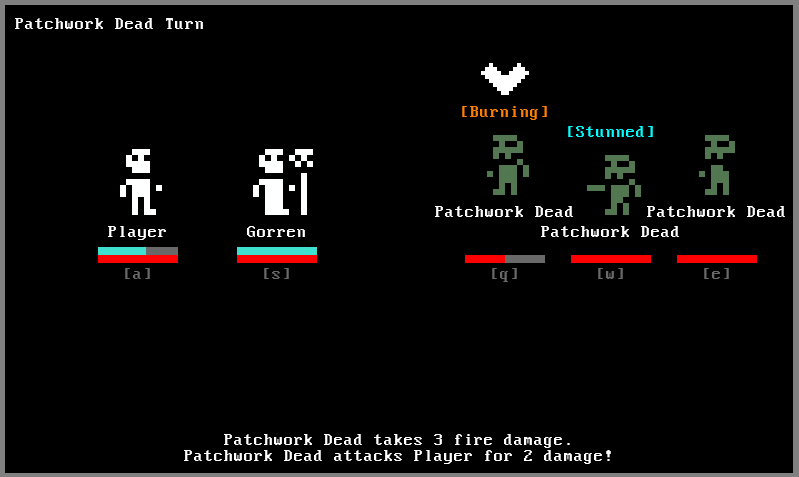 Patchwork Dead Turn
[Burning]
[Stunned]
Patchwork Dead
Patchwork Dead
Player
Gorren
Patchwork Dead
[a]
[s]
[q]
[w]
[e]
Patchwork Dead takes 3 fire damage.
Patchwork Dead attacks Player for 2 damage!